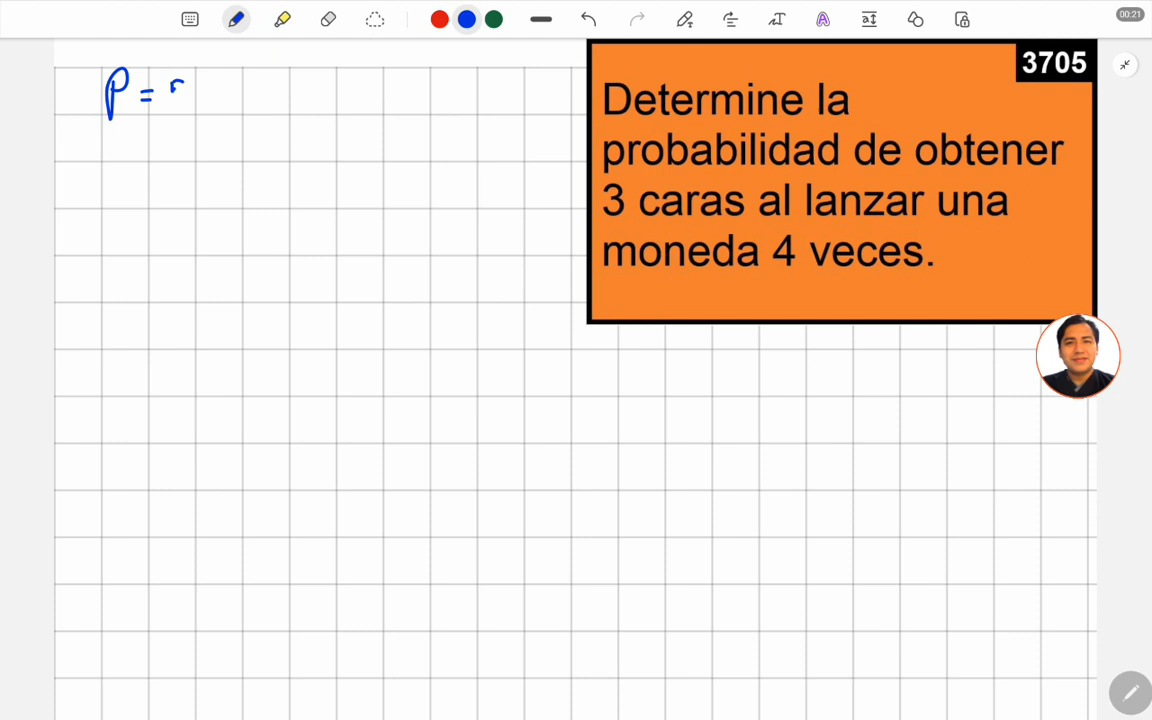 00:21
P = r
3705
Determine la
probabilidad de obtener
3 caras al lanzar una
moneda 4 veces.